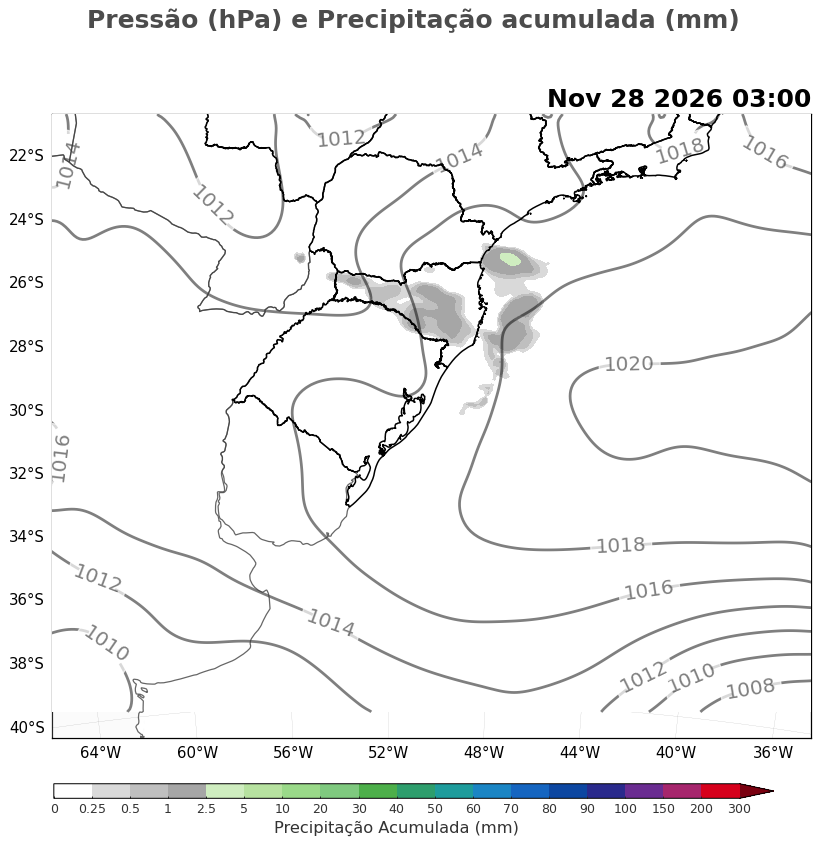 Pressão (hPa) e Precipitação acumulada (mm)
Nov 28 2026 03:00
1012
1014
1018
1016
1014
1012
1020
1016
1018
1016
1014
1012
1010
1012
1010
1008
22°S
24°S
26°S
28°S
30°S
32°S
34°S
36°S
38°S
40°S
64°W 60°W 56°W 52°W 48°W 44°W 40°W 36°W
0 0.25 0.5 1 2.5 5 10 20 30 40 50 60 70 80 90 100 150 200 300
Precipitação Acumulada (mm)